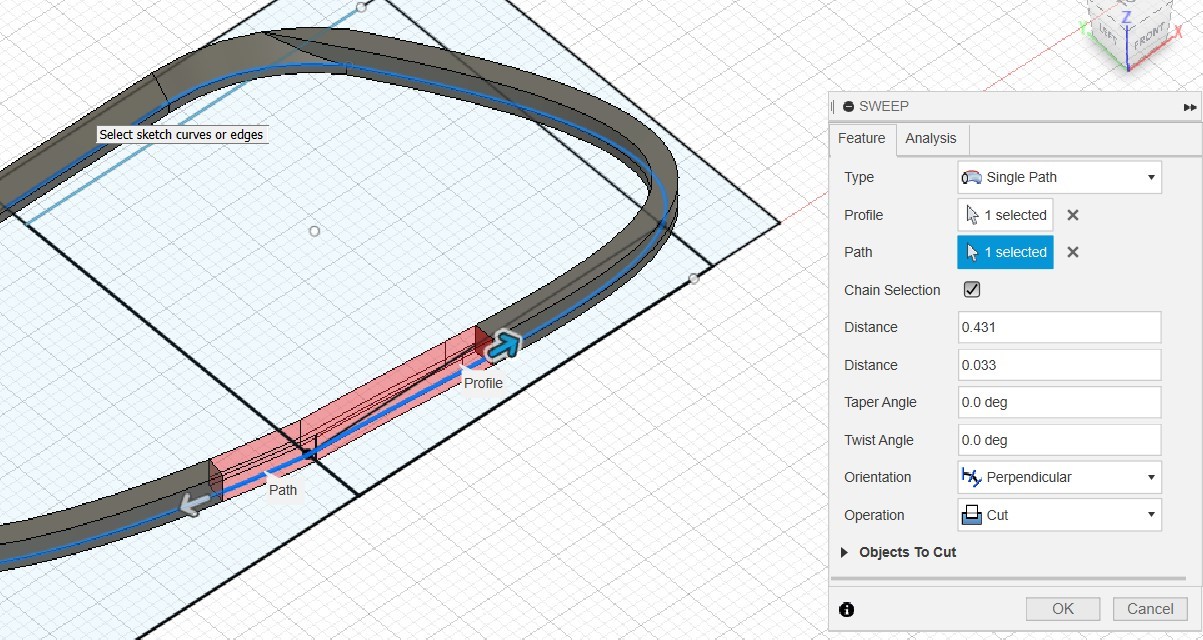 Z
LEFT
FRONT
X
Select sketch curves or edges
SWEEP
Feature Analysis
Type Single Path
Profile 1 selected
Path 1 selected
Chain Selection
Distance 0.431
Distance 0.033
Taper Angle 0.0 deg
Twist Angle 0.0 deg
Orientation Perpendicular
Operation Cut
Objects To Cut
OK Cancel
Profile
Path